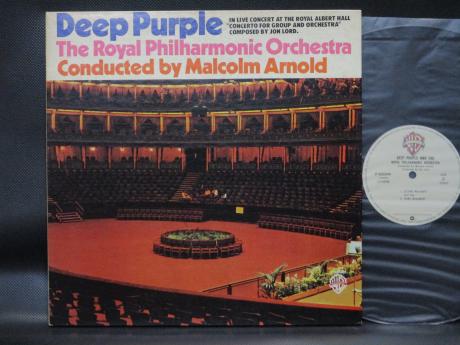 Deep Purple
IN LIVE CONCERT AT THE ROYAL ALBERT HALL
"CONCERTO FOR GROUP AND ORCHESTRA"
COMPOSED BY JON LORD.
The Royal Philharmonic Orchestra
Conducted by Malcolm Arnold
DEEP PURPLE AND THE
ROYAL PHILHARMONIC ORCHESTRA